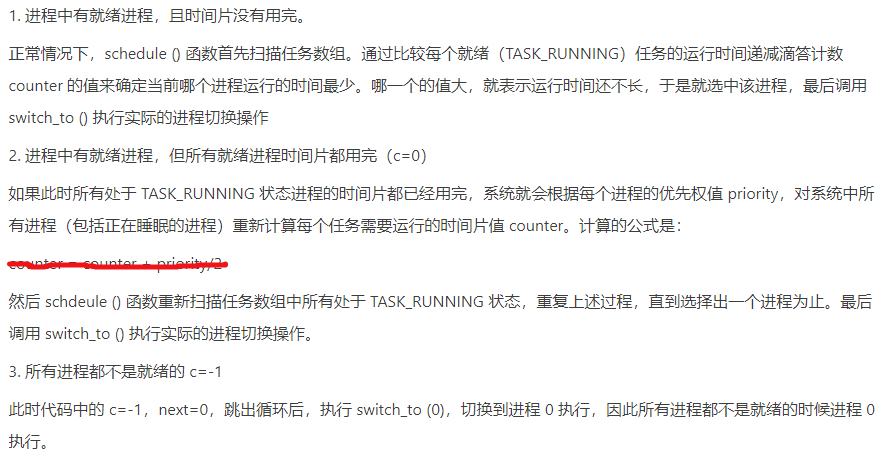 1. 进程中有就绪进程，且时间片没有用完。
正常情况下，schedule () 函数首先扫描任务数组。通过比较每个就绪（TASK_RUNNING）任务的运行时间递减滴答计数
counter 的值来确定当前哪个进程运行的时间最少。哪一个的值大，就表示运行时间还不长，于是就选中该进程，最后调用
switch_to () 执行实际的进程切换操作
2. 进程中有就绪进程，但所有就绪进程时间片都用完（c=0）
如果此时所有处于 TASK_RUNNING 状态进程的时间片都已经用完，系统就会根据每个进程的优先权值 priority，对系统中所
有进程（包括正在睡眠的进程）重新计算每个任务需要运行的时间片值 counter。计算的公式是：
counter = counter + priority/2
然后 schdeule () 函数重新扫描任务数组中所有处于 TASK_RUNNING 状态，重复上述过程，直到选择出一个进程为止。最后
调用 switch_to () 执行实际的进程切换操作。
3. 所有进程都不是就绪的 c=-1
此时代码中的 c=-1，next=0，跳出循环后，执行 switch_to (0)，切换到进程 0 执行，因此所有进程都不是就绪的时候进程 0
执行。